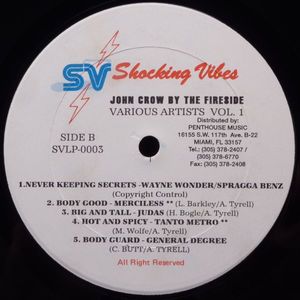 SV Shocking Vibes
JOHN CROW BY THE FIRESIDE
VARIOUS ARTISTS VOL. 1
SIDE B
SVLP-0003
Distributed by:
PENTHOUSE MUSIC
16155 S.W. 117th Ave. B-22
MIAMI, FL 33157
Tel.: (305) 378-2407 /
(305) 378-6770
Fax: (305) 378-2408
1.NEVER KEEPING SECRETS -WAYNE WONDER/SPRAGGA BENZ
(Copyright Control)
2. BODY GOOD - MERCILESS ** (L. Barkley/A. Tyrell)
3. BIG AND TALL - JUDAS (H. Bogle/A. Tyrell)
4. HOT AND SPICY - TANTO METRO **
(M. Wolfe/A. Tyrell)
5. BODY GUARD - GENERAL DEGREE
(C. BUTT/A. TYRELL)
All Right Reserved